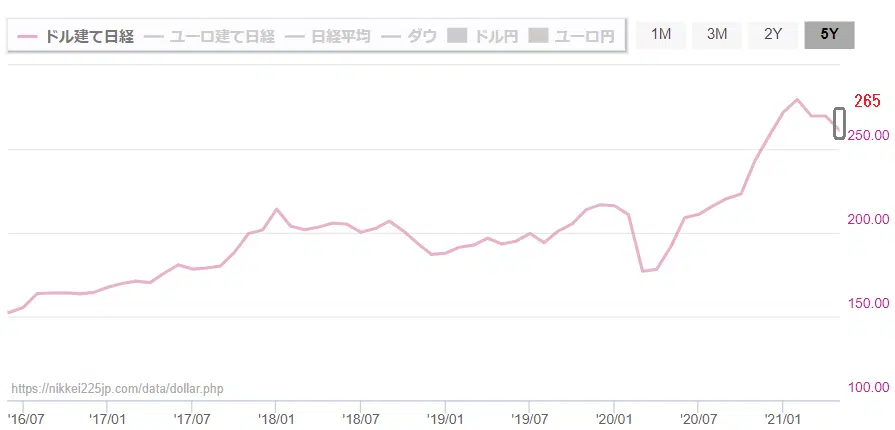 ドル建て日経 ユーロ建て日経 日経平均 ダウ ドル円 ユーロ円 1M 3M 2Y 5Y
265
250.00
200.00
150.00
https://nikkei225jp.com/data/dollar.php
100.00
'16/07 '17/01 '17/07 '18/01 '18/07 '19/01 '19/07 '20/01 '20/07 '21/01